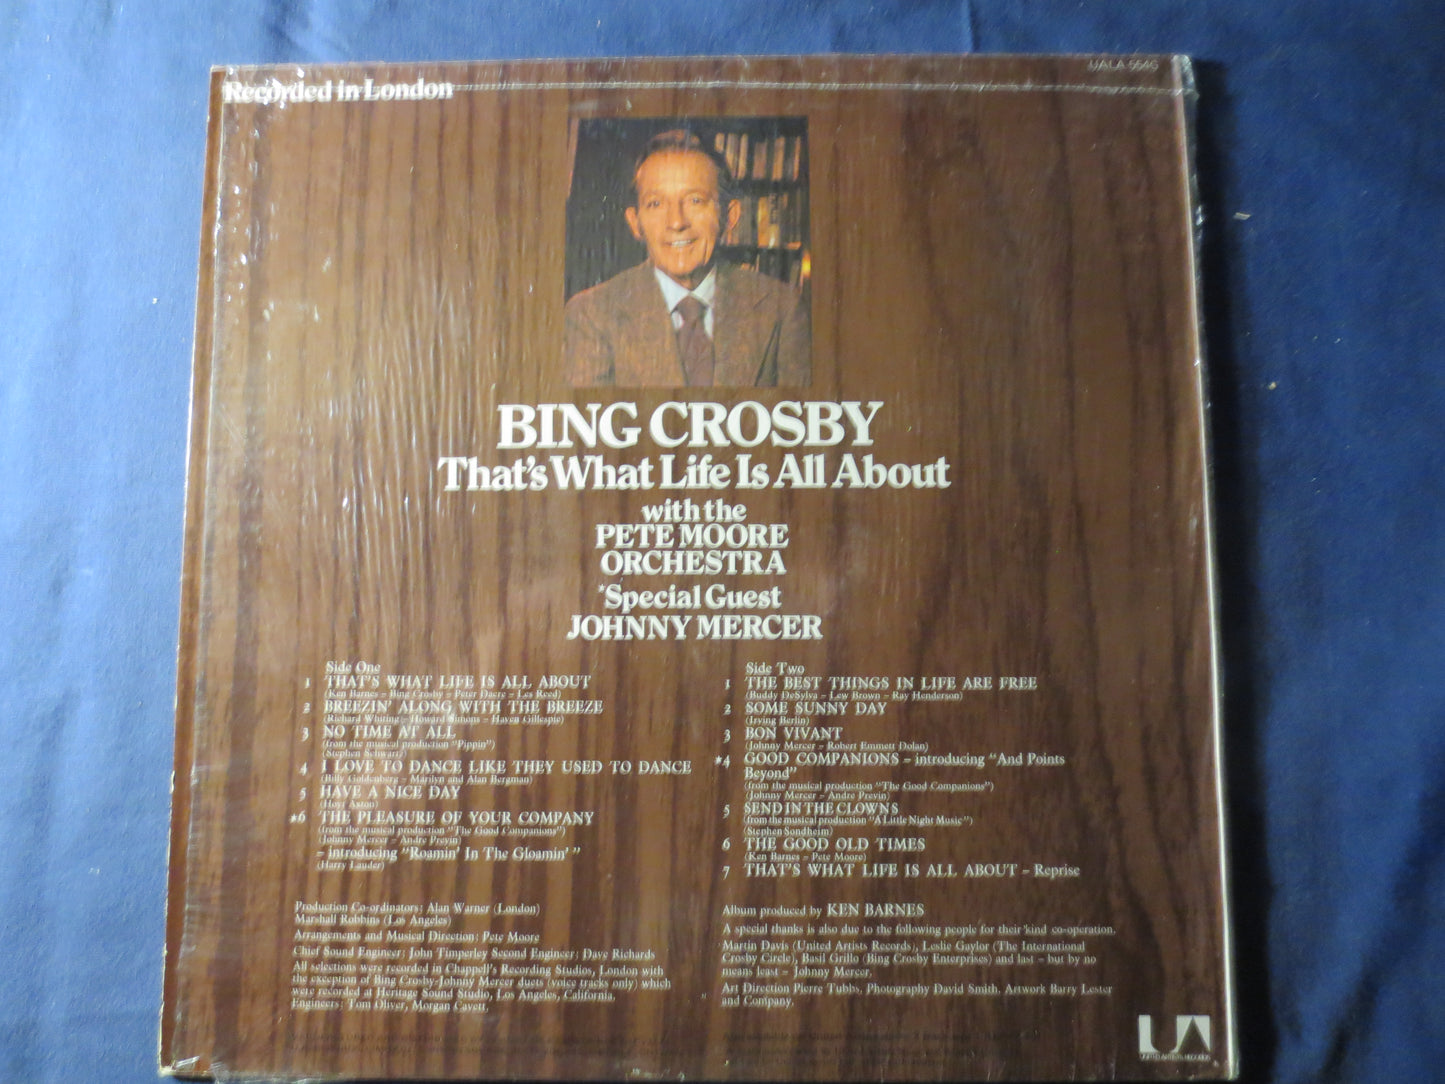 Recorded in London
UALA 554G
BING CROSBY
That's What Life Is All About
with the
PETE MOORE
ORCHESTRA
*Special Guest
JOHNNY MERCER
Side One
1 THAT'S WHAT LIFE IS ALL ABOUT
(Ken Barnes – Bing Crosby – Peter Dacre – Les Reed)
2 BREEZIN' ALONG WITH THE BREEZE
(Richard Whiting – Howard Simons – Haven Gillespie)
3 NO TIME AT ALL
(from the musical production "Pippin")
(Stephen Schwartz)
4 I LOVE TO DANCE LIKE THEY USED TO DANCE
(Billy Goldenberg – Marilyn and Alan Bergman)
5 HAVE A NICE DAY
(Hoyt Axton)
*6 THE PLEASURE OF YOUR COMPANY
(from the musical production "The Good Companions")
(Johnny Mercer – Andre Previn)
– introducing "Roamin' In The Gloamin' "
(Harry Lauder)
Side Two
1 THE BEST THINGS IN LIFE ARE FREE
(Buddy DeSylva – Lew Brown – Ray Henderson)
2 SOME SUNNY DAY
(Irving Berlin)
3 BON VIVANT
(Johnny Mercer – Robert Emmett Dolan)
*4 GOOD COMPANIONS – introducing "And Points
Beyond"
(from the musical production "The Good Companions")
(Johnny Mercer – Andre Previn)
5 SEND IN THE CLOWNS
(from the musical production "A Little Night Music")
(Stephen Sondheim)
6 THE GOOD OLD TIMES
(Ken Barnes – Pete Moore)
7 THAT'S WHAT LIFE IS ALL ABOUT – Reprise
Production Co-ordinators: Alan Warner (London)
Marshall Robbins (Los Angeles)
Arrangements and Musical Direction: Pete Moore
Chief Sound Engineer: John Timperley Second Engineer: Dave Richards
All selections were recorded in Chappell's Recording Studios, London with
the exception of Bing Crosby-Johnny Mercer duets (voice tracks only) which
were recorded at Heritage Sound Studio, Los Angeles, California.
Engineers: Tom Oliver, Morgan Cavett.
Album produced by KEN BARNES
A special thanks is also due to the following people for their kind co-operation.
Martin Davis (United Artists Records), Leslie Gaylor (The International
Crosby Circle), Basil Grillo (Bing Crosby Enterprises) and last – but by no
means least – Johnny Mercer.
Art Direction Pierre Tubbs. Photography David Smith. Artwork Barry Lester
and Company.
UA
UNITED ARTISTS RECORDS